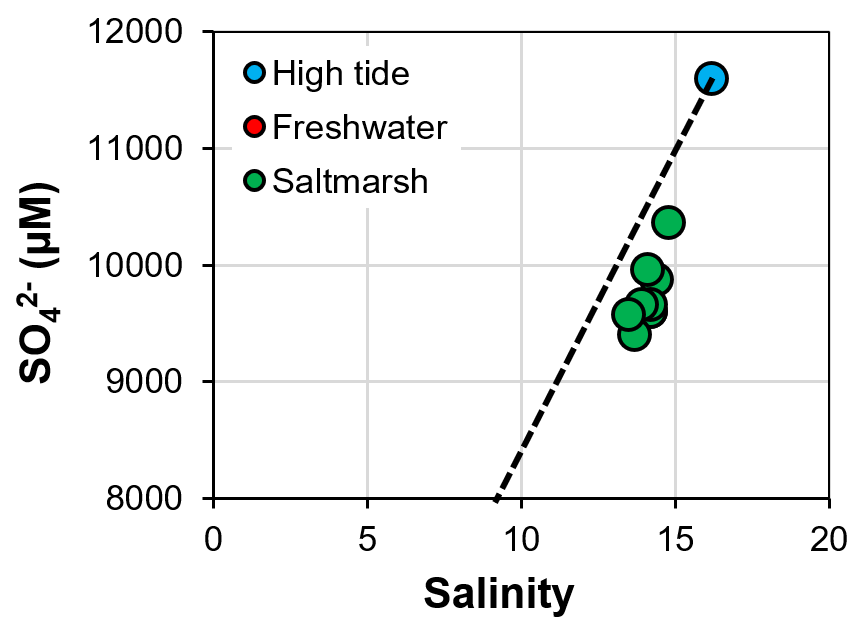 12000
11000
10000
9000
8000
SO₄²⁻ (µM)
High tide
Freshwater
Saltmarsh
0 5 10 15 20
Salinity